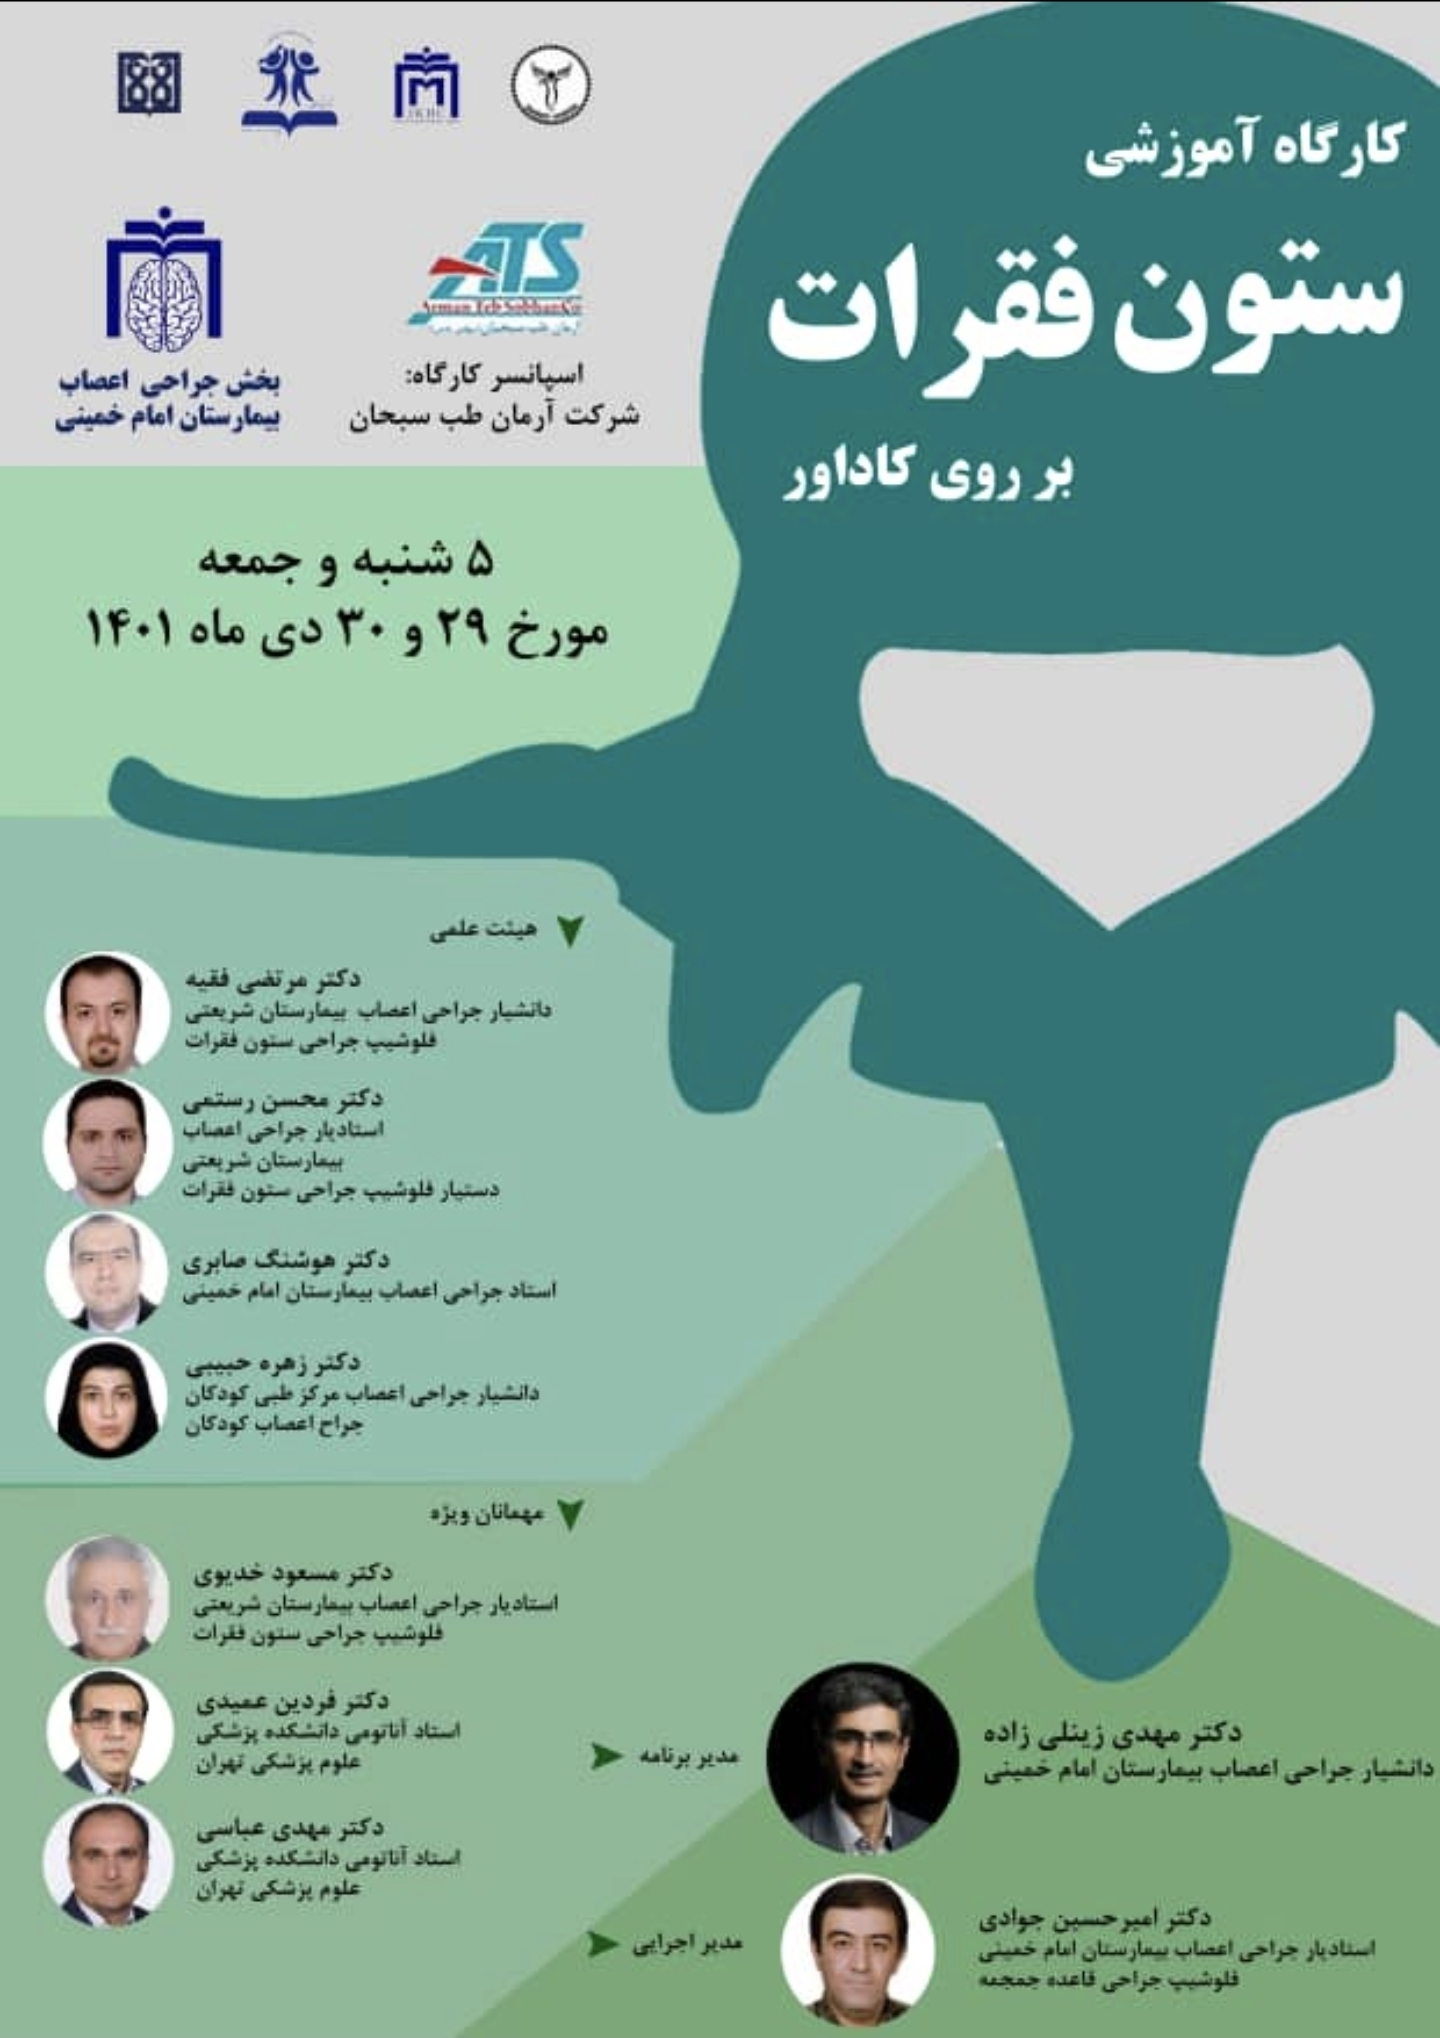 کارگاه آموزشی
ستون فقرات
بر روی کاداور
ATS
Arman Teb Sobhan Co
اسپانسر کارگاه:
شرکت آرمان طب سبحان
بخش جراحی اعصاب
بیمارستان امام خمینی
۵ شنبه و جمعه
مورخ ۲۹ و ۳۰ دی ماه ۱۴۰۱
هیئت علمی
دکتر مرتضی فقیه
دانشیار جراحی اعصاب بیمارستان شریعتی
فلوشیپ جراحی ستون فقرات
دکتر محسن رستمی
استادیار جراحی اعصاب
بیمارستان شریعتی
دستیار فلوشیپ جراحی ستون فقرات
دکتر هوشنگ صابری
استاد جراحی اعصاب بیمارستان امام خمینی
دکتر زهره حبیبی
دانشیار جراحی اعصاب مرکز طبی کودکان
جراح اعصاب کودکان
مهمانان ویژه
دکتر مسعود خدیوی
استادیار جراحی اعصاب بیمارستان شریعتی
فلوشیپ جراحی ستون فقرات
دکتر فردین عمیدی
استاد آناتومی دانشکده پزشکی
علوم پزشکی تهران
دکتر مهدی عباسی
استاد آناتومی دانشکده پزشکی
علوم پزشکی تهران
مدیر برنامه
دکتر مهدی زینلی زاده
دانشیار جراحی اعصاب بیمارستان امام خمینی
مدیر اجرایی
دکتر امیرحسین جوادی
استادیار جراحی اعصاب بیمارستان امام خمینی
فلوشیپ جراحی قاعده جمجمه